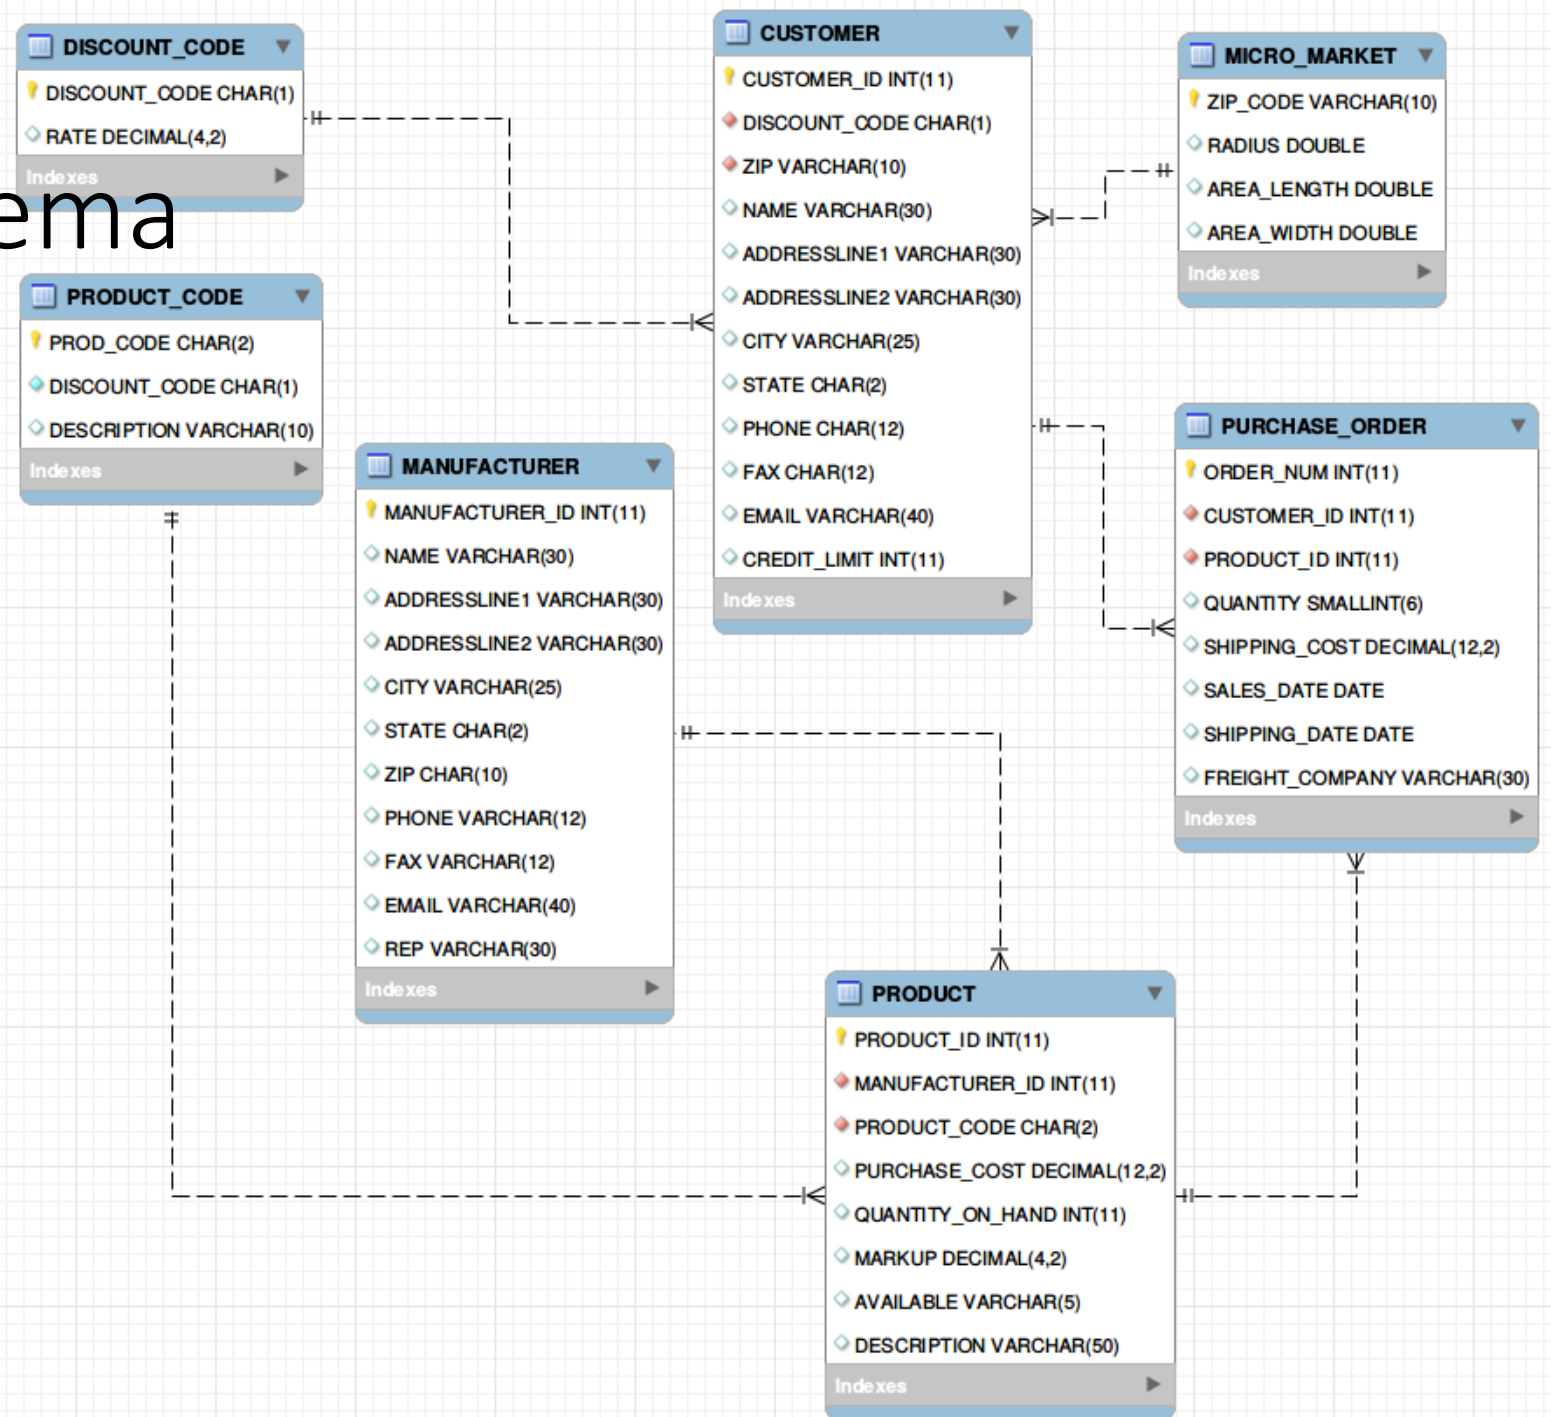 DISCOUNT_CODE
DISCOUNT_CODE CHAR(1)
RATE DECIMAL(4,2)
Indexes
ema
PRODUCT_CODE
PROD_CODE CHAR(2)
DISCOUNT_CODE CHAR(1)
DESCRIPTION VARCHAR(10)
Indexes
MANUFACTURER
MANUFACTURER_ID INT(11)
NAME VARCHAR(30)
ADDRESSLINE1 VARCHAR(30)
ADDRESSLINE2 VARCHAR(30)
CITY VARCHAR(25)
STATE CHAR(2)
ZIP CHAR(10)
PHONE VARCHAR(12)
FAX VARCHAR(12)
EMAIL VARCHAR(40)
REP VARCHAR(30)
Indexes
CUSTOMER
CUSTOMER_ID INT(11)
DISCOUNT_CODE CHAR(1)
ZIP VARCHAR(10)
NAME VARCHAR(30)
ADDRESSLINE1 VARCHAR(30)
ADDRESSLINE2 VARCHAR(30)
CITY VARCHAR(25)
STATE CHAR(2)
PHONE CHAR(12)
FAX CHAR(12)
EMAIL VARCHAR(40)
CREDIT_LIMIT INT(11)
Indexes
MICRO_MARKET
ZIP_CODE VARCHAR(10)
RADIUS DOUBLE
AREA_LENGTH DOUBLE
AREA_WIDTH DOUBLE
Indexes
PURCHASE_ORDER
ORDER_NUM INT(11)
CUSTOMER_ID INT(11)
PRODUCT_ID INT(11)
QUANTITY SMALLINT(6)
SHIPPING_COST DECIMAL(12,2)
SALES_DATE DATE
SHIPPING_DATE DATE
FREIGHT_COMPANY VARCHAR(30)
Indexes
PRODUCT
PRODUCT_ID INT(11)
MANUFACTURER_ID INT(11)
PRODUCT_CODE CHAR(2)
PURCHASE_COST DECIMAL(12,2)
QUANTITY_ON_HAND INT(11)
MARKUP DECIMAL(4,2)
AVAILABLE VARCHAR(5)
DESCRIPTION VARCHAR(50)
Indexes